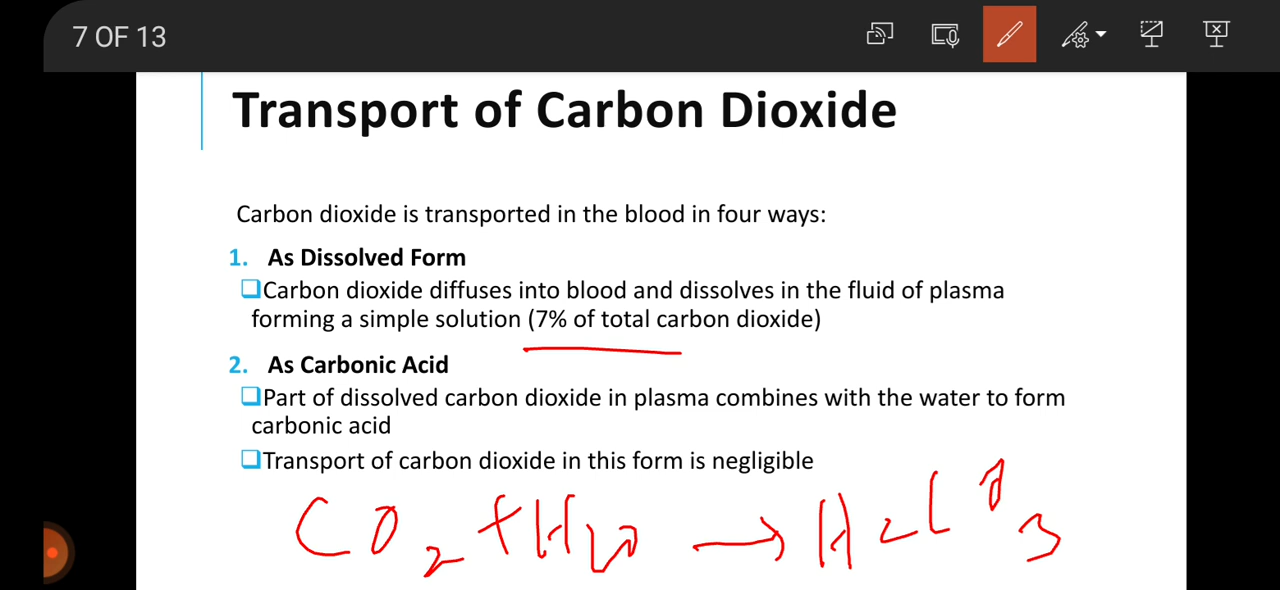 7 OF 13
Transport of Carbon Dioxide
Carbon dioxide is transported in the blood in four ways:
1. As Dissolved Form
❑Carbon dioxide diffuses into blood and dissolves in the fluid of plasma
forming a simple solution (7% of total carbon dioxide)
2. As Carbonic Acid
❑Part of dissolved carbon dioxide in plasma combines with the water to form
carbonic acid
❑Transport of carbon dioxide in this form is negligible
CO2 + H2O → H2CO3